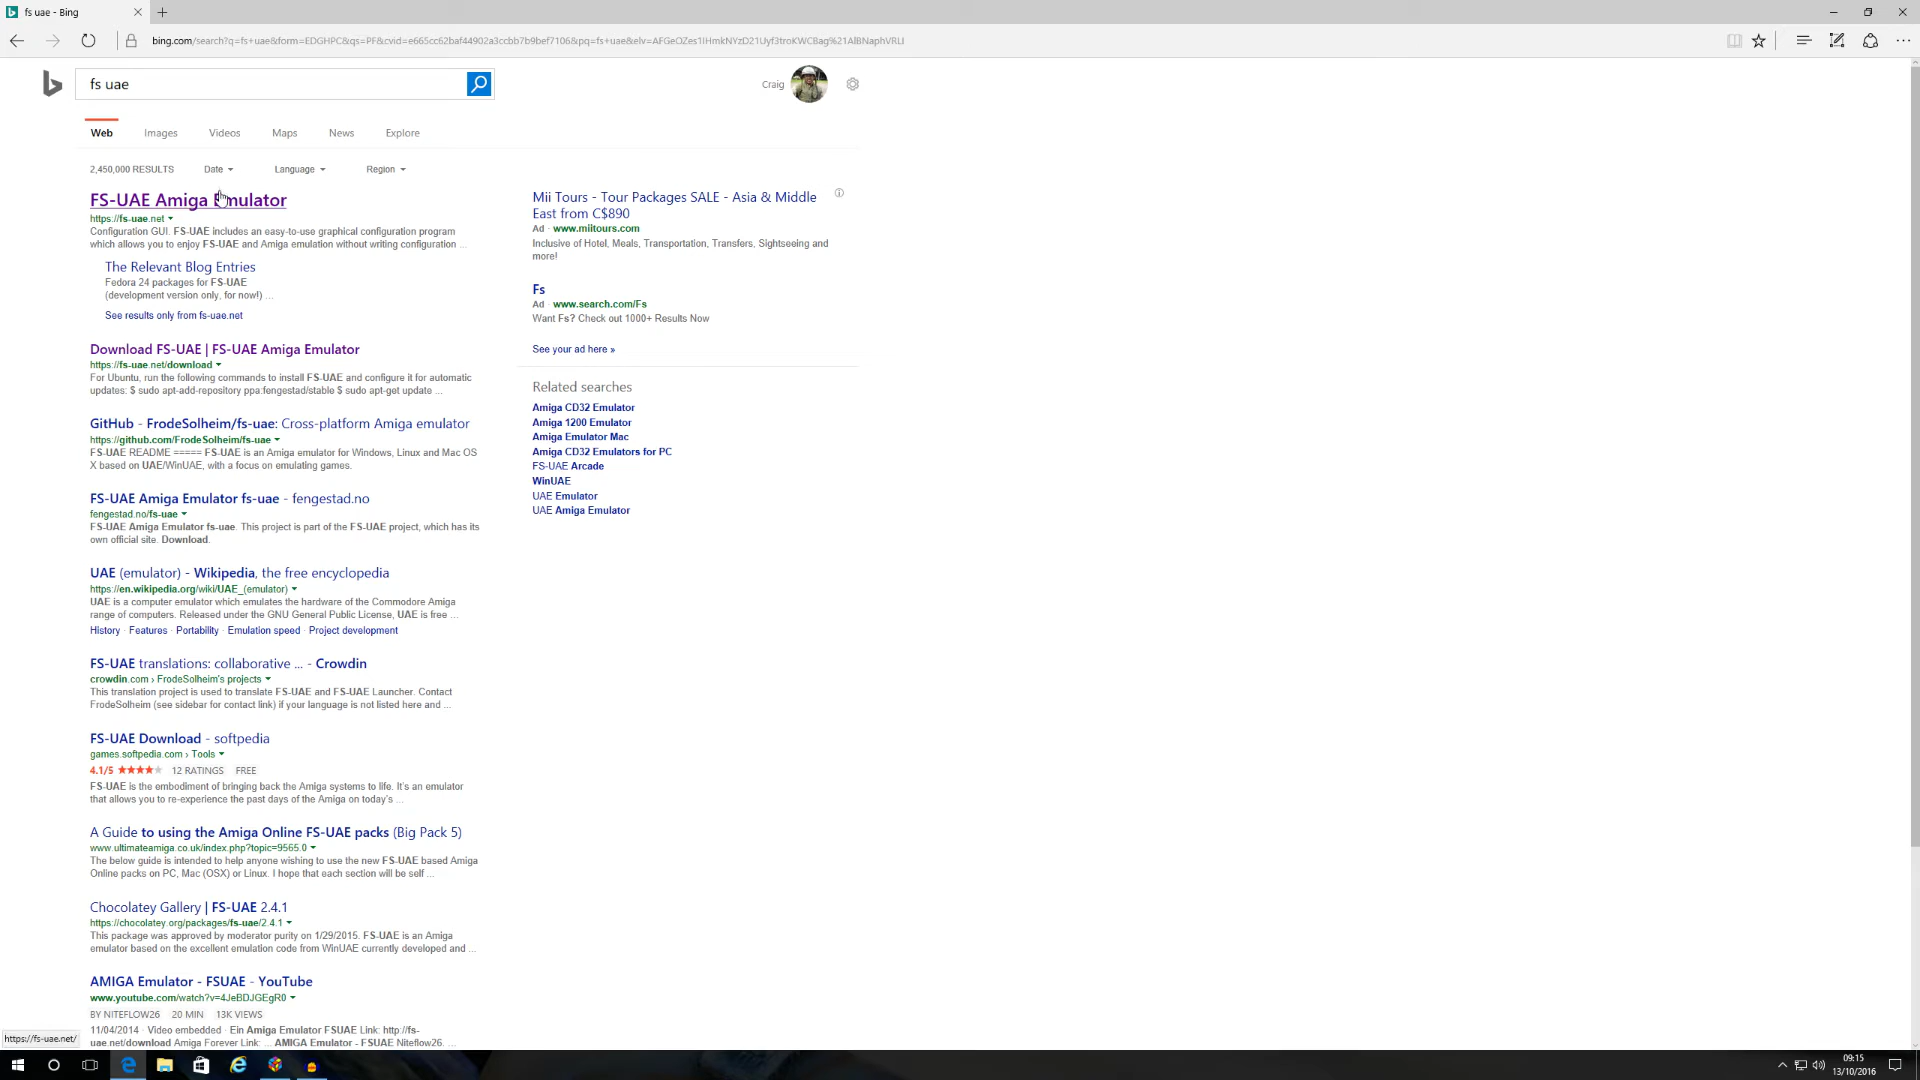 fs uae - Bing
bing.com/search?q=fs+uae&form=EDGHPC&qs=PF&cvid=e665cc62baf44902a3ccbb7b9bef7106&pq=fs+uae&elv=AFGeOZes1IHmkNYzD21Uyf3troKWCBag%21AlBNaphVRLI
fs uae
Craig
Web Images Videos Maps News Explore
2,450,000 RESULTS Date Language Region
FS-UAE Amiga Emulator
https://fs-uae.net
Configuration GUI. FS-UAE includes an easy-to-use graphical configuration program
which allows you to enjoy FS-UAE and Amiga emulation without writing configuration ...
The Relevant Blog Entries
Fedora 24 packages for FS-UAE
(development version only, for now!) ...
See results only from fs-uae.net
Download FS-UAE | FS-UAE Amiga Emulator
https://fs-uae.net/download
For Ubuntu, run the following commands to install FS-UAE and configure it for automatic
updates: $ sudo apt-add-repository ppa:fengestad/stable $ sudo apt-get update ...
GitHub - FrodeSolheim/fs-uae: Cross-platform Amiga emulator
https://github.com/FrodeSolheim/fs-uae
FS-UAE README ===== FS-UAE is an Amiga emulator for Windows, Linux and Mac OS
X based on UAE/WinUAE, with a focus on emulating games.
FS-UAE Amiga Emulator fs-uae - fengestad.no
fengestad.no/fs-uae
FS-UAE Amiga Emulator fs-uae. This project is part of the FS-UAE project, which has its
own official site. Download.
UAE (emulator) - Wikipedia, the free encyclopedia
https://en.wikipedia.org/wiki/UAE_(emulator)
UAE is a computer emulator which emulates the hardware of the Commodore Amiga
range of computers. Released under the GNU General Public License, UAE is free ...
History · Features · Portability · Emulation speed · Project development
FS-UAE translations: collaborative ... - Crowdin
crowdin.com › FrodeSolheim's projects
This translation project is used to translate FS-UAE and FS-UAE Launcher. Contact
FrodeSolheim (see sidebar for contact link) if your language is not listed here and ...
FS-UAE Download - softpedia
games.softpedia.com › Tools
4.1/5 12 RATINGS FREE
FS-UAE is the embodiment of bringing back the Amiga systems to life. It's an emulator
that allows you to re-experience the past days of the Amiga on today's ...
A Guide to using the Amiga Online FS-UAE packs (Big Pack 5)
www.ultimateamiga.co.uk/index.php?topic=9565.0
The below guide is intended to help anyone wishing to use the new FS-UAE based Amiga
Online packs on PC, Mac (OSX) or Linux. I hope that each section will be self ...
Chocolatey Gallery | FS-UAE 2.4.1
https://chocolatey.org/packages/fs-uae/2.4.1
This package was approved by moderator purity on 1/29/2015. FS-UAE is an Amiga
emulator based on the excellent emulation code from WinUAE currently developed and ...
AMIGA Emulator - FSUAE - YouTube
www.youtube.com/watch?v=4JeBDJGEgR0
BY NITEFLOW26 20 MIN 13K VIEWS
11/04/2014 · Video embedded · Ein Amiga Emulator FSUAE Link: http://fs-
uae.net/download Amiga Forever Link: ... AMIGA Emulator - FSUAE Niteflow26. ...
Mii Tours - Tour Packages SALE - Asia & Middle
East from C$890
Ad · www.miitours.com
Inclusive of Hotel, Meals, Transportation, Transfers, Sightseeing and
more!
Fs
Ad · www.search.com/Fs
Want Fs? Check out 1000+ Results Now
See your ad here »
Related searches
Amiga CD32 Emulator
Amiga 1200 Emulator
Amiga Emulator Mac
Amiga CD32 Emulators for PC
FS-UAE Arcade
WinUAE
UAE Emulator
UAE Amiga Emulator
https://fs-uae.net/
09:15
13/10/2016